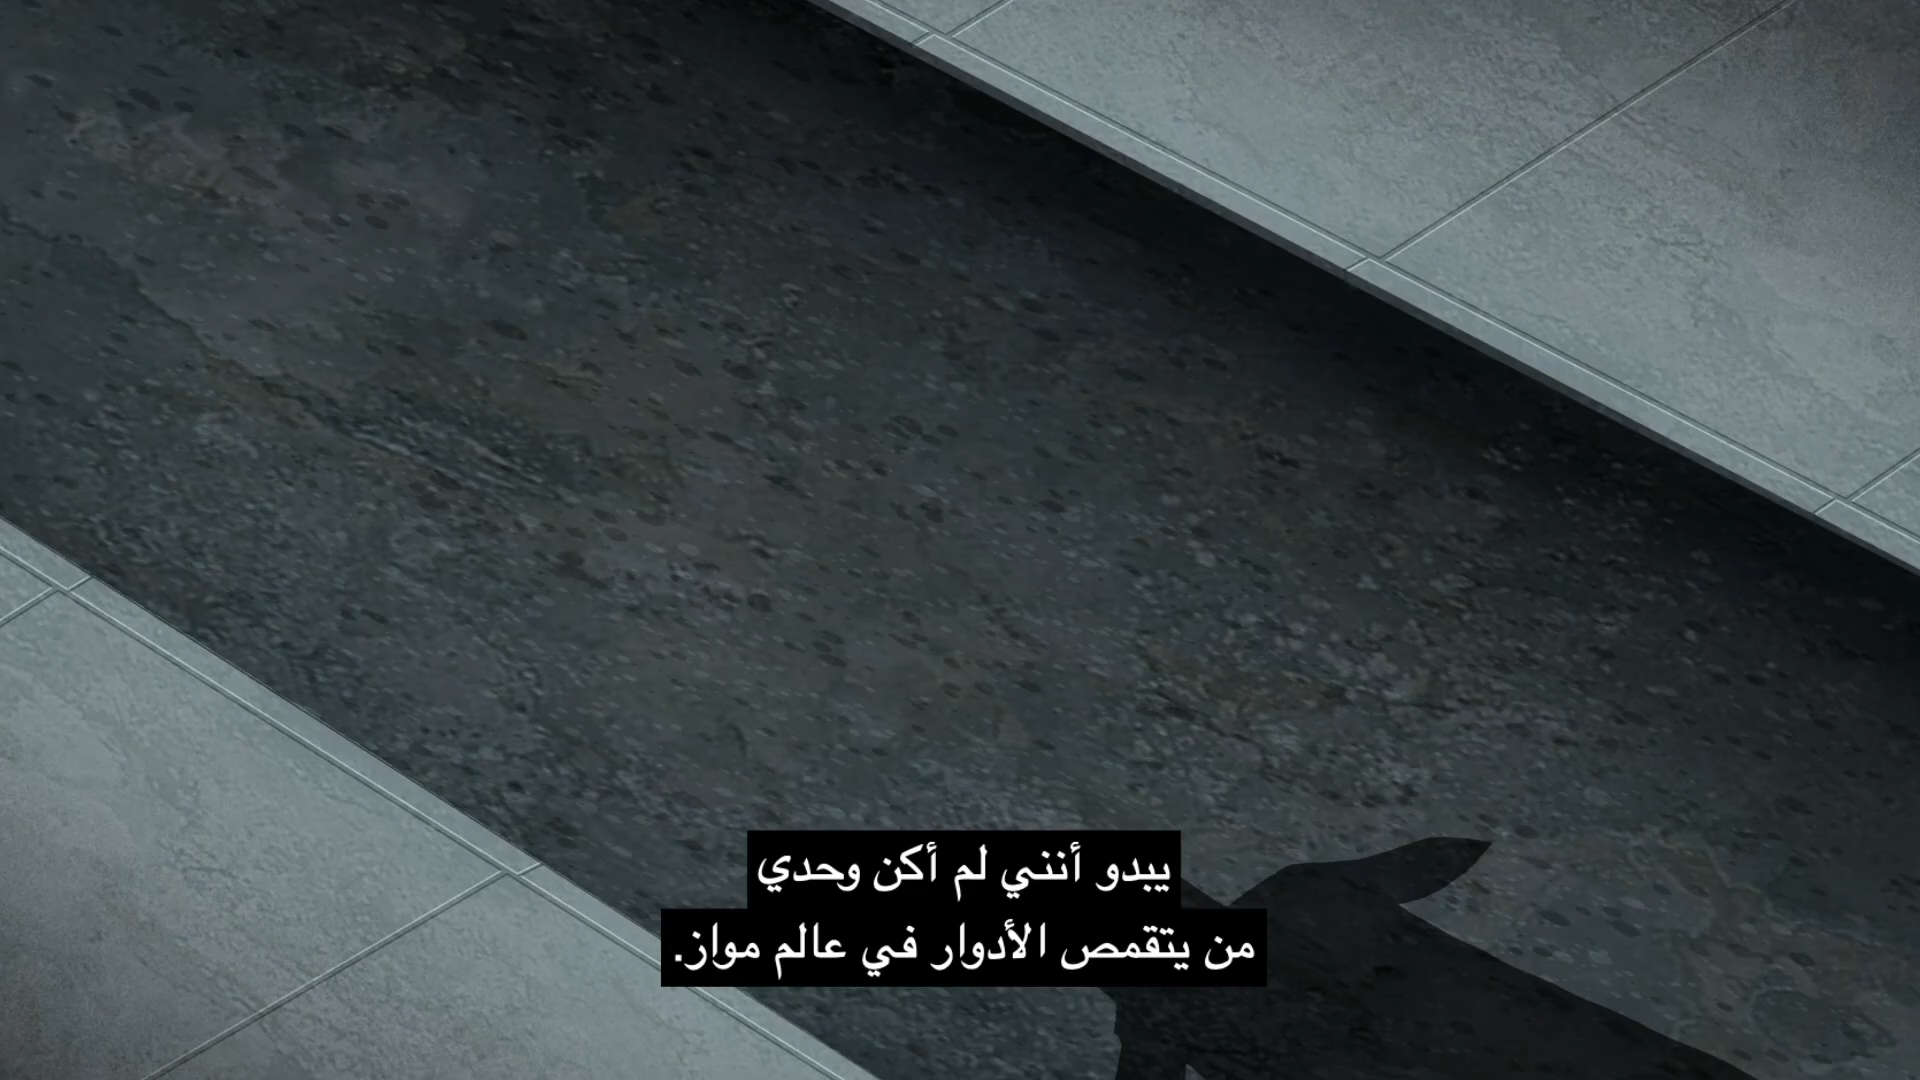 يبدو أنني لم أكن وحدي
من يتقمص الأدوار في عالم مواز.